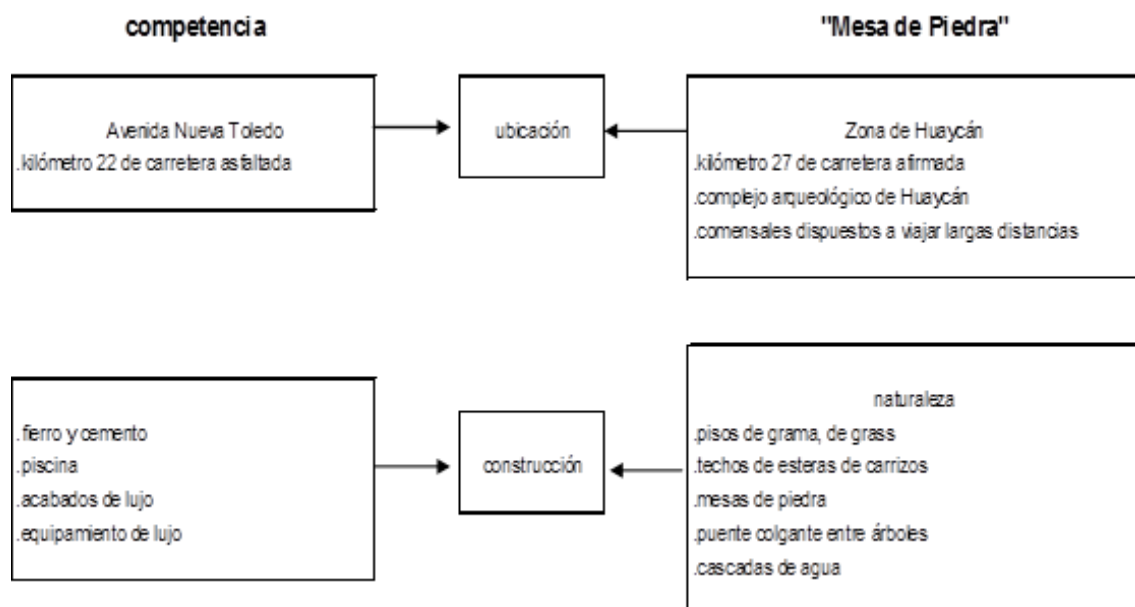 competencia
"Mesa de Piedra"
Avenida Nueva Toledo
.kilómetro 22 de carretera asfaltada
ubicación
Zona de Huaycán
.kilómetro 27 de carretera afirmada
.complejo arqueológico de Huaycán
.comensales dispuestos a viajar largas distancias
.fierro y cemento
.piscina
.acabados de lujo
.equipamiento de lujo
construcción
naturaleza
.pisos de grama, de grass
.techos de esteras de carrizos
.mesas de piedra
.puente colgante entre árboles
.cascadas de agua